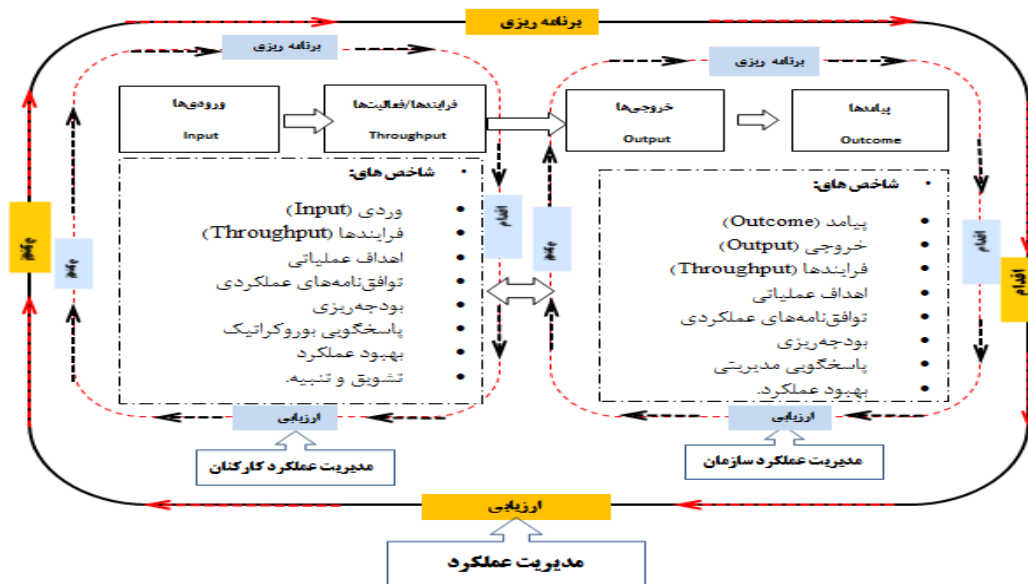 برنامه ریزی
برنامه ریزی
برنامه ریزی
ورودی‌ها
Input
فرایندها/فعالیت‌ها
Throughput
خروجی‌ها
Output
پیامدها
Outcome
شاخص های:
وردی (Input)
فرایندها (Throughput)
اهداف عملیاتی
توافق‌نامه‌های عملکردی
بودجه‌ریزی
پاسخگویی بوروکراتیک
بهبود عملکرد
تشویق و تنبیه.
شاخص های:
پیامد (Outcome)
خروجی (Output)
فرایندها (Throughput)
اهداف عملیاتی
توافق‌نامه‌های عملکردی
بودجه‌ریزی
پاسخگویی مدیریتی
بهبود عملکرد.
اقدام
اقدام
اقدام
ارزیابی
ارزیابی
مدیریت عملکرد کارکنان
مدیریت عملکرد سازمان
ارزیابی
مدیریت عملکرد